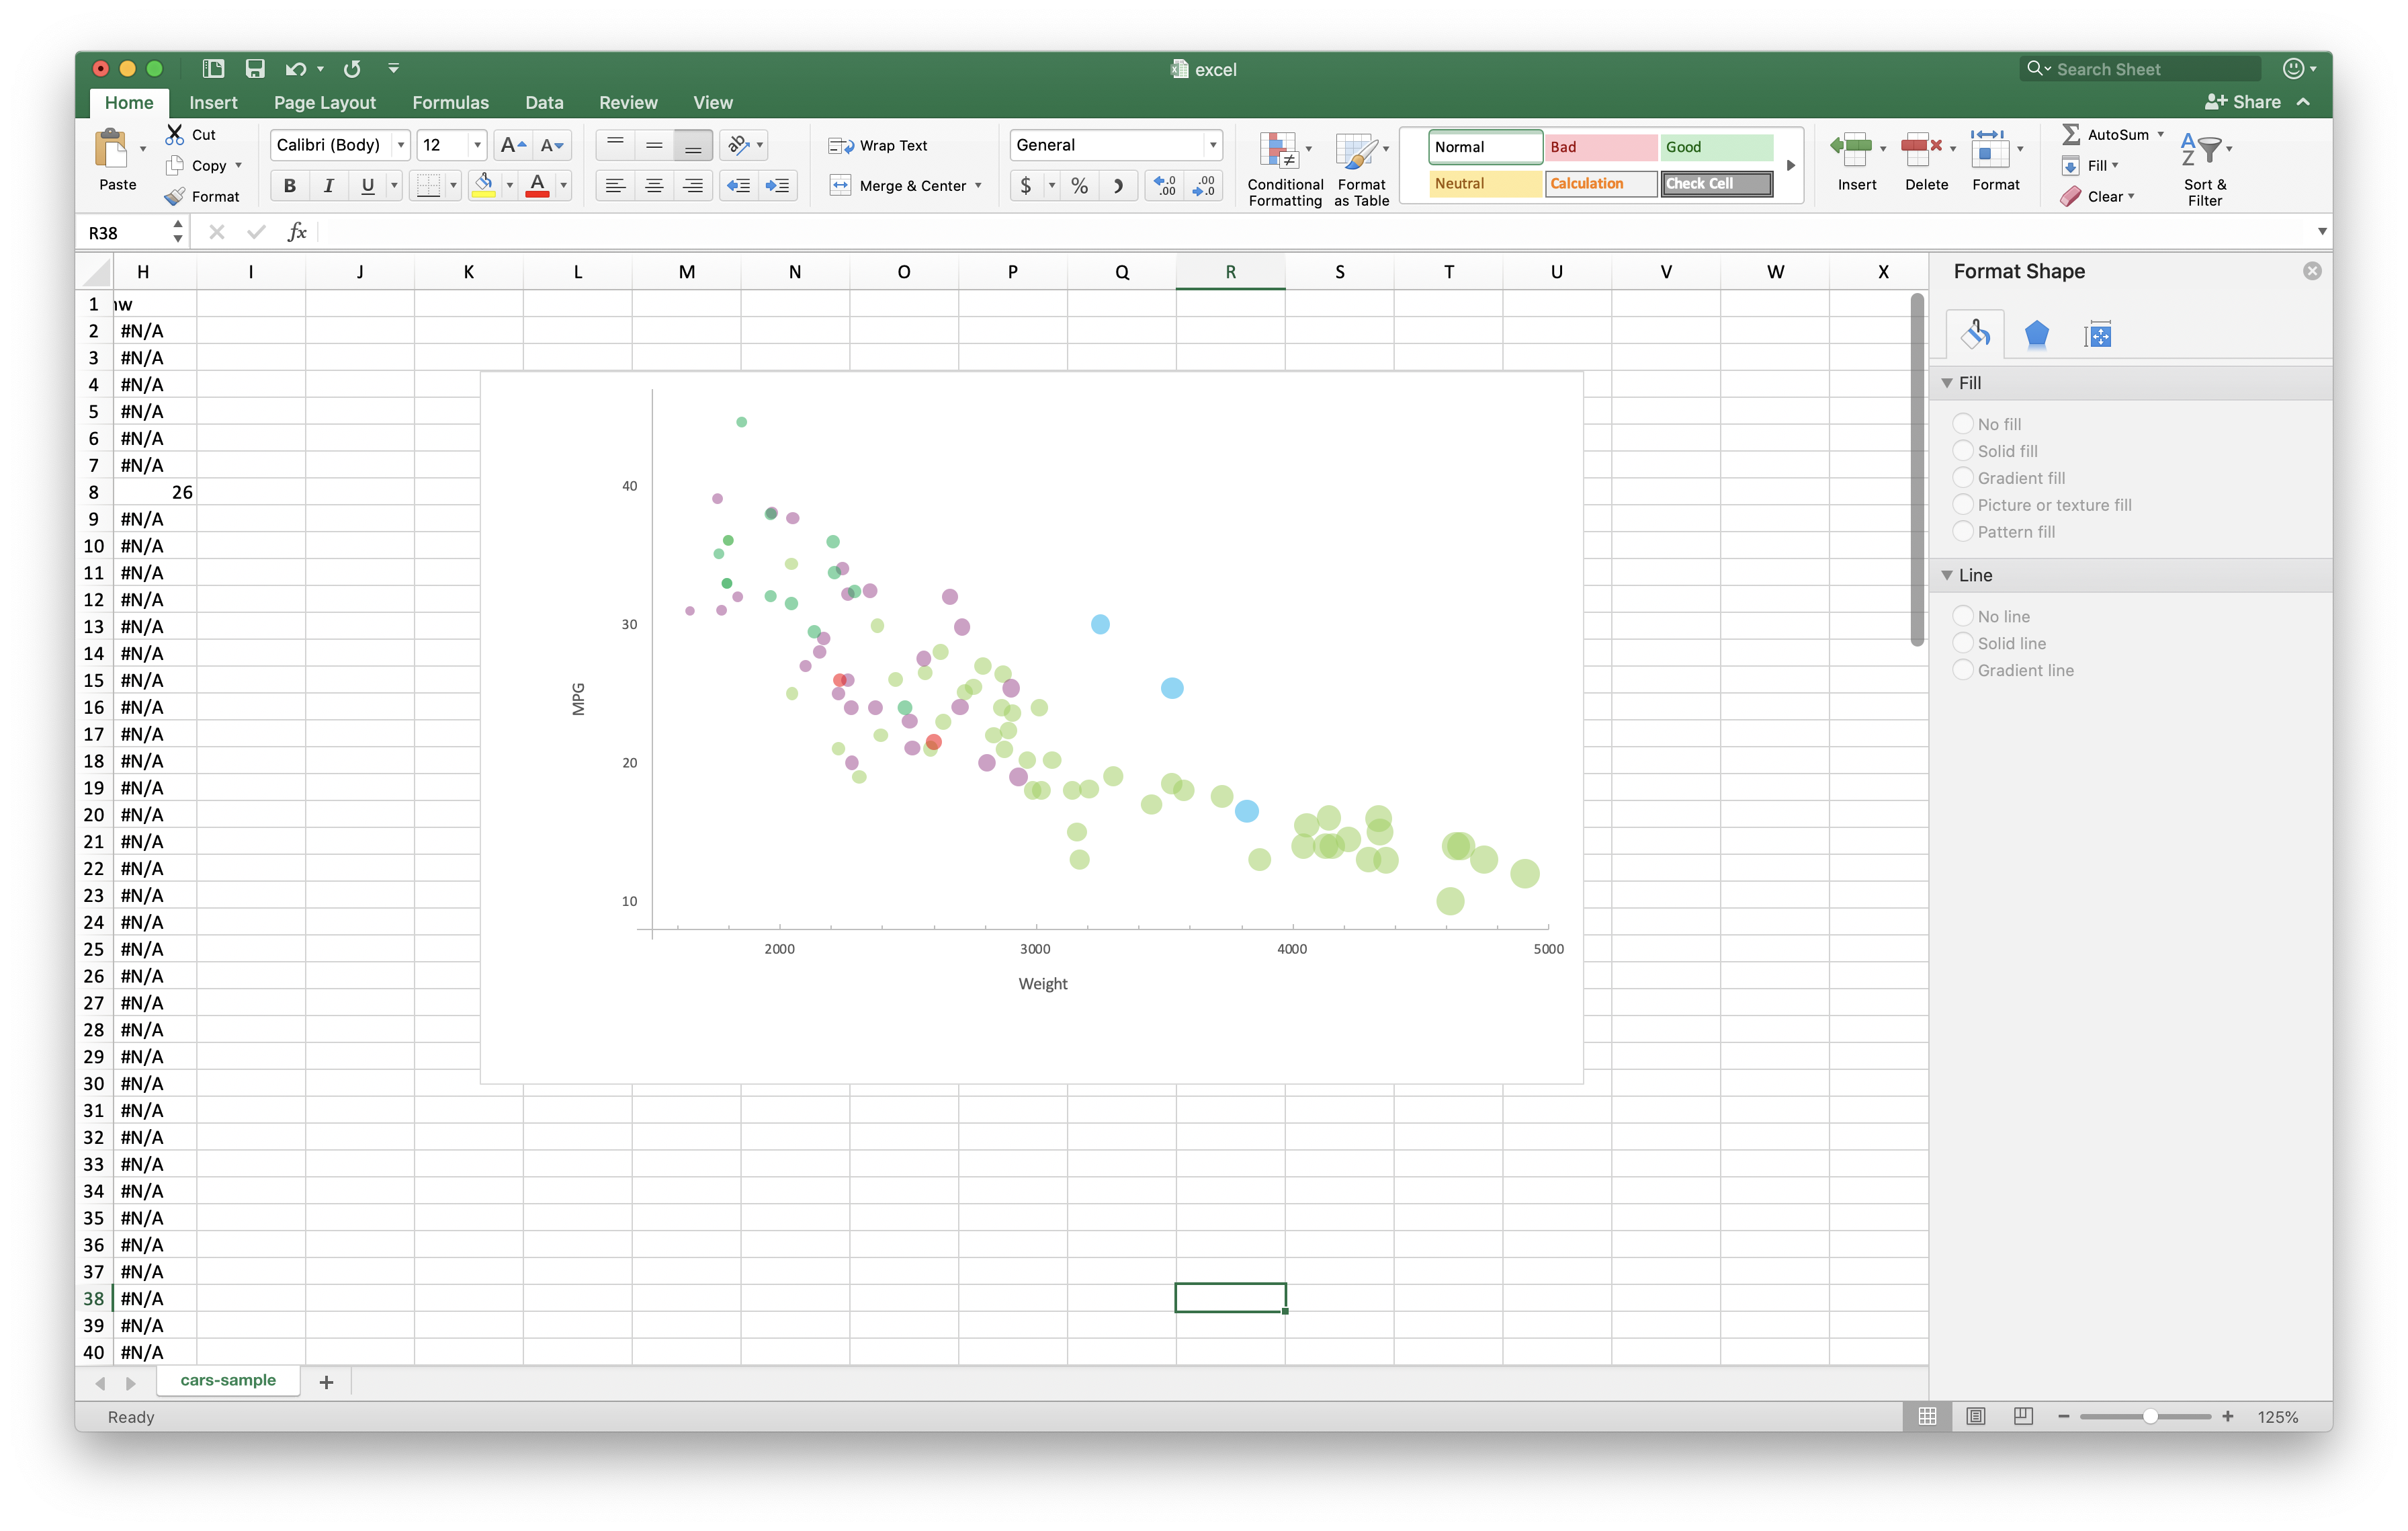 excel
Search Sheet
Home Insert Page Layout Formulas Data Review View
Share
Paste
Cut
Copy
Format
Calibri (Body) 12
B I U
Wrap Text
Merge & Center
General
$ %
Conditional Formatting
Format as Table
Normal Bad Good
Neutral Calculation Check Cell
Insert Delete Format
AutoSum
Fill
Clear
Sort & Filter
R38 fx
H I J K L M N O P Q R S T U V W X
1
2 #N/A
3 #N/A
4 #N/A
5 #N/A
6 #N/A
7 #N/A
8 26
9 #N/A
10 #N/A
11 #N/A
12 #N/A
13 #N/A
14 #N/A
15 #N/A
16 #N/A
17 #N/A
18 #N/A
19 #N/A
20 #N/A
21 #N/A
22 #N/A
23 #N/A
24 #N/A
25 #N/A
26 #N/A
27 #N/A
28 #N/A
29 #N/A
30 #N/A
31 #N/A
32 #N/A
33 #N/A
34 #N/A
35 #N/A
36 #N/A
37 #N/A
38 #N/A
39 #N/A
40 #N/A
40
30
20
10
MPG
2000 3000 4000 5000
Weight
Format Shape
Fill
No fill
Solid fill
Gradient fill
Picture or texture fill
Pattern fill
Line
No line
Solid line
Gradient line
cars-sample
Ready
125%